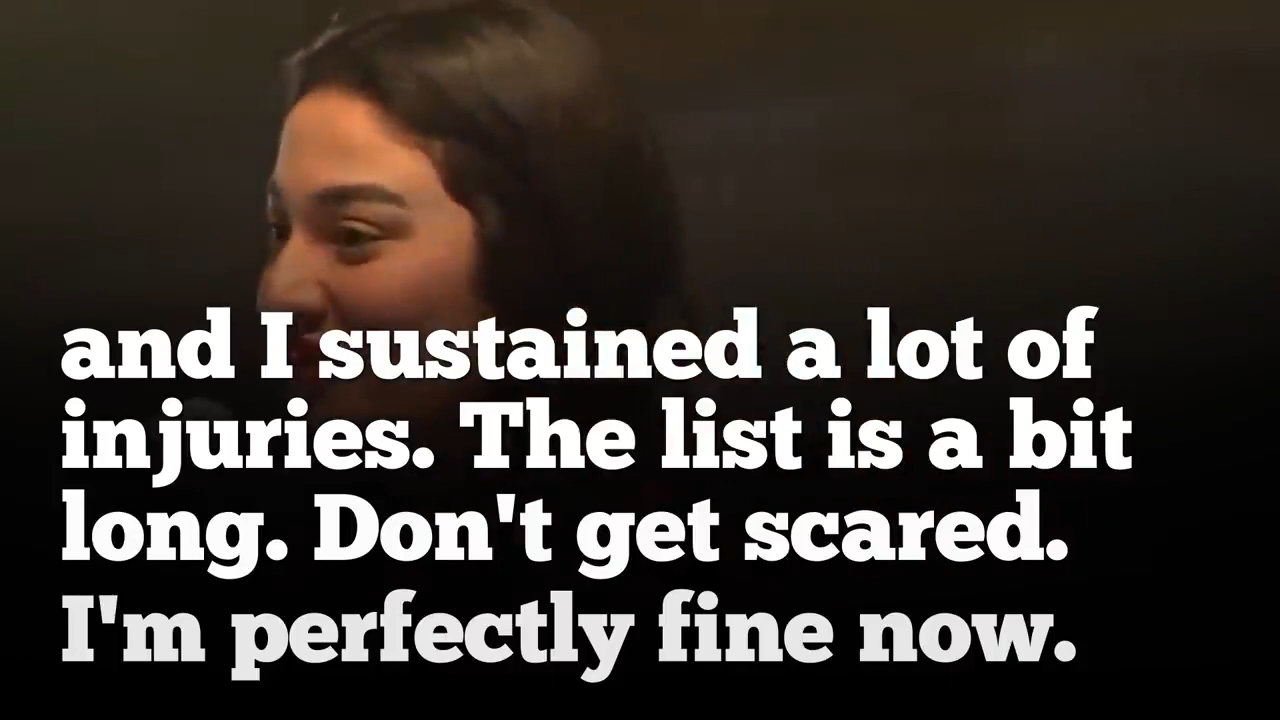 and I sustained a lot of
injuries. The list is a bit
long. Don't get scared.
I'm perfectly fine now.